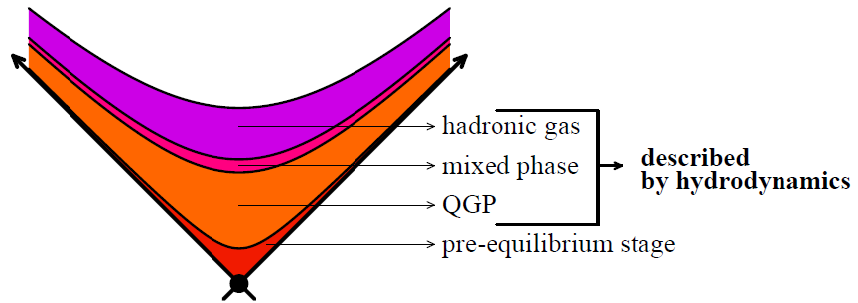 hadronic gas
mixed phase
QGP
pre-equilibrium stage
described
by hydrodynamics